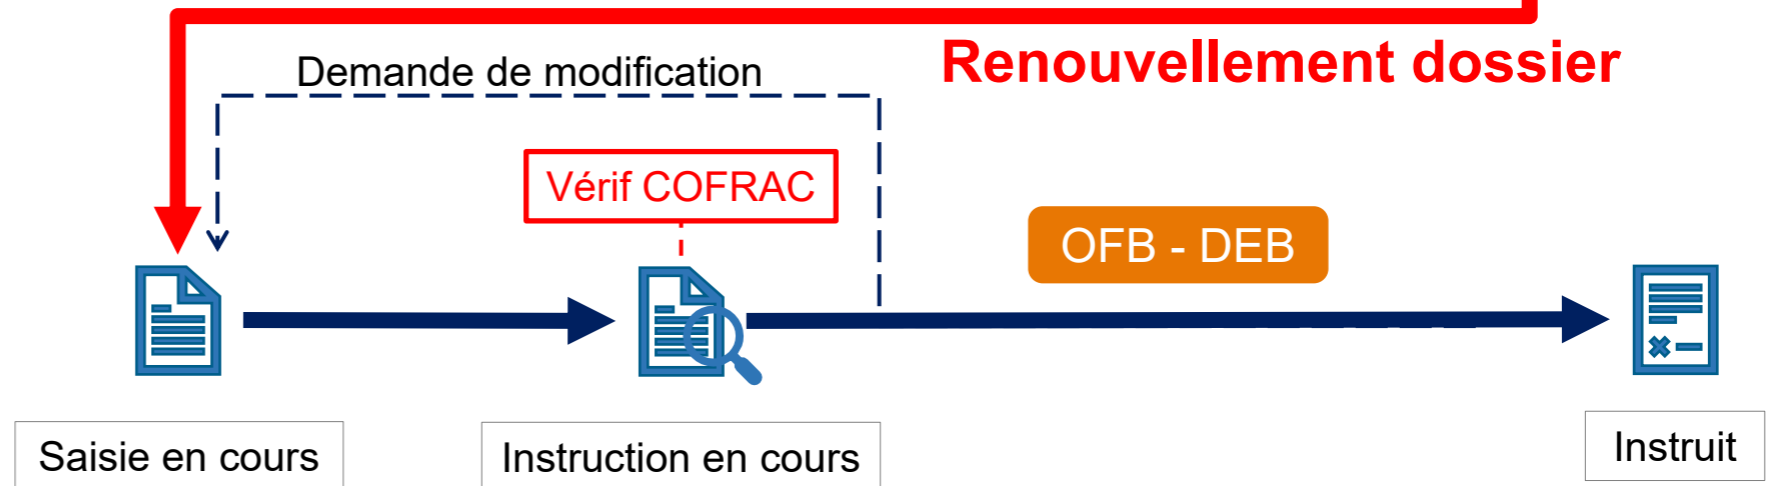 Renouvellement dossier
Demande de modification
Vérif COFRAC
OFB - DEB
Saisie en cours
Instruction en cours
Instruit